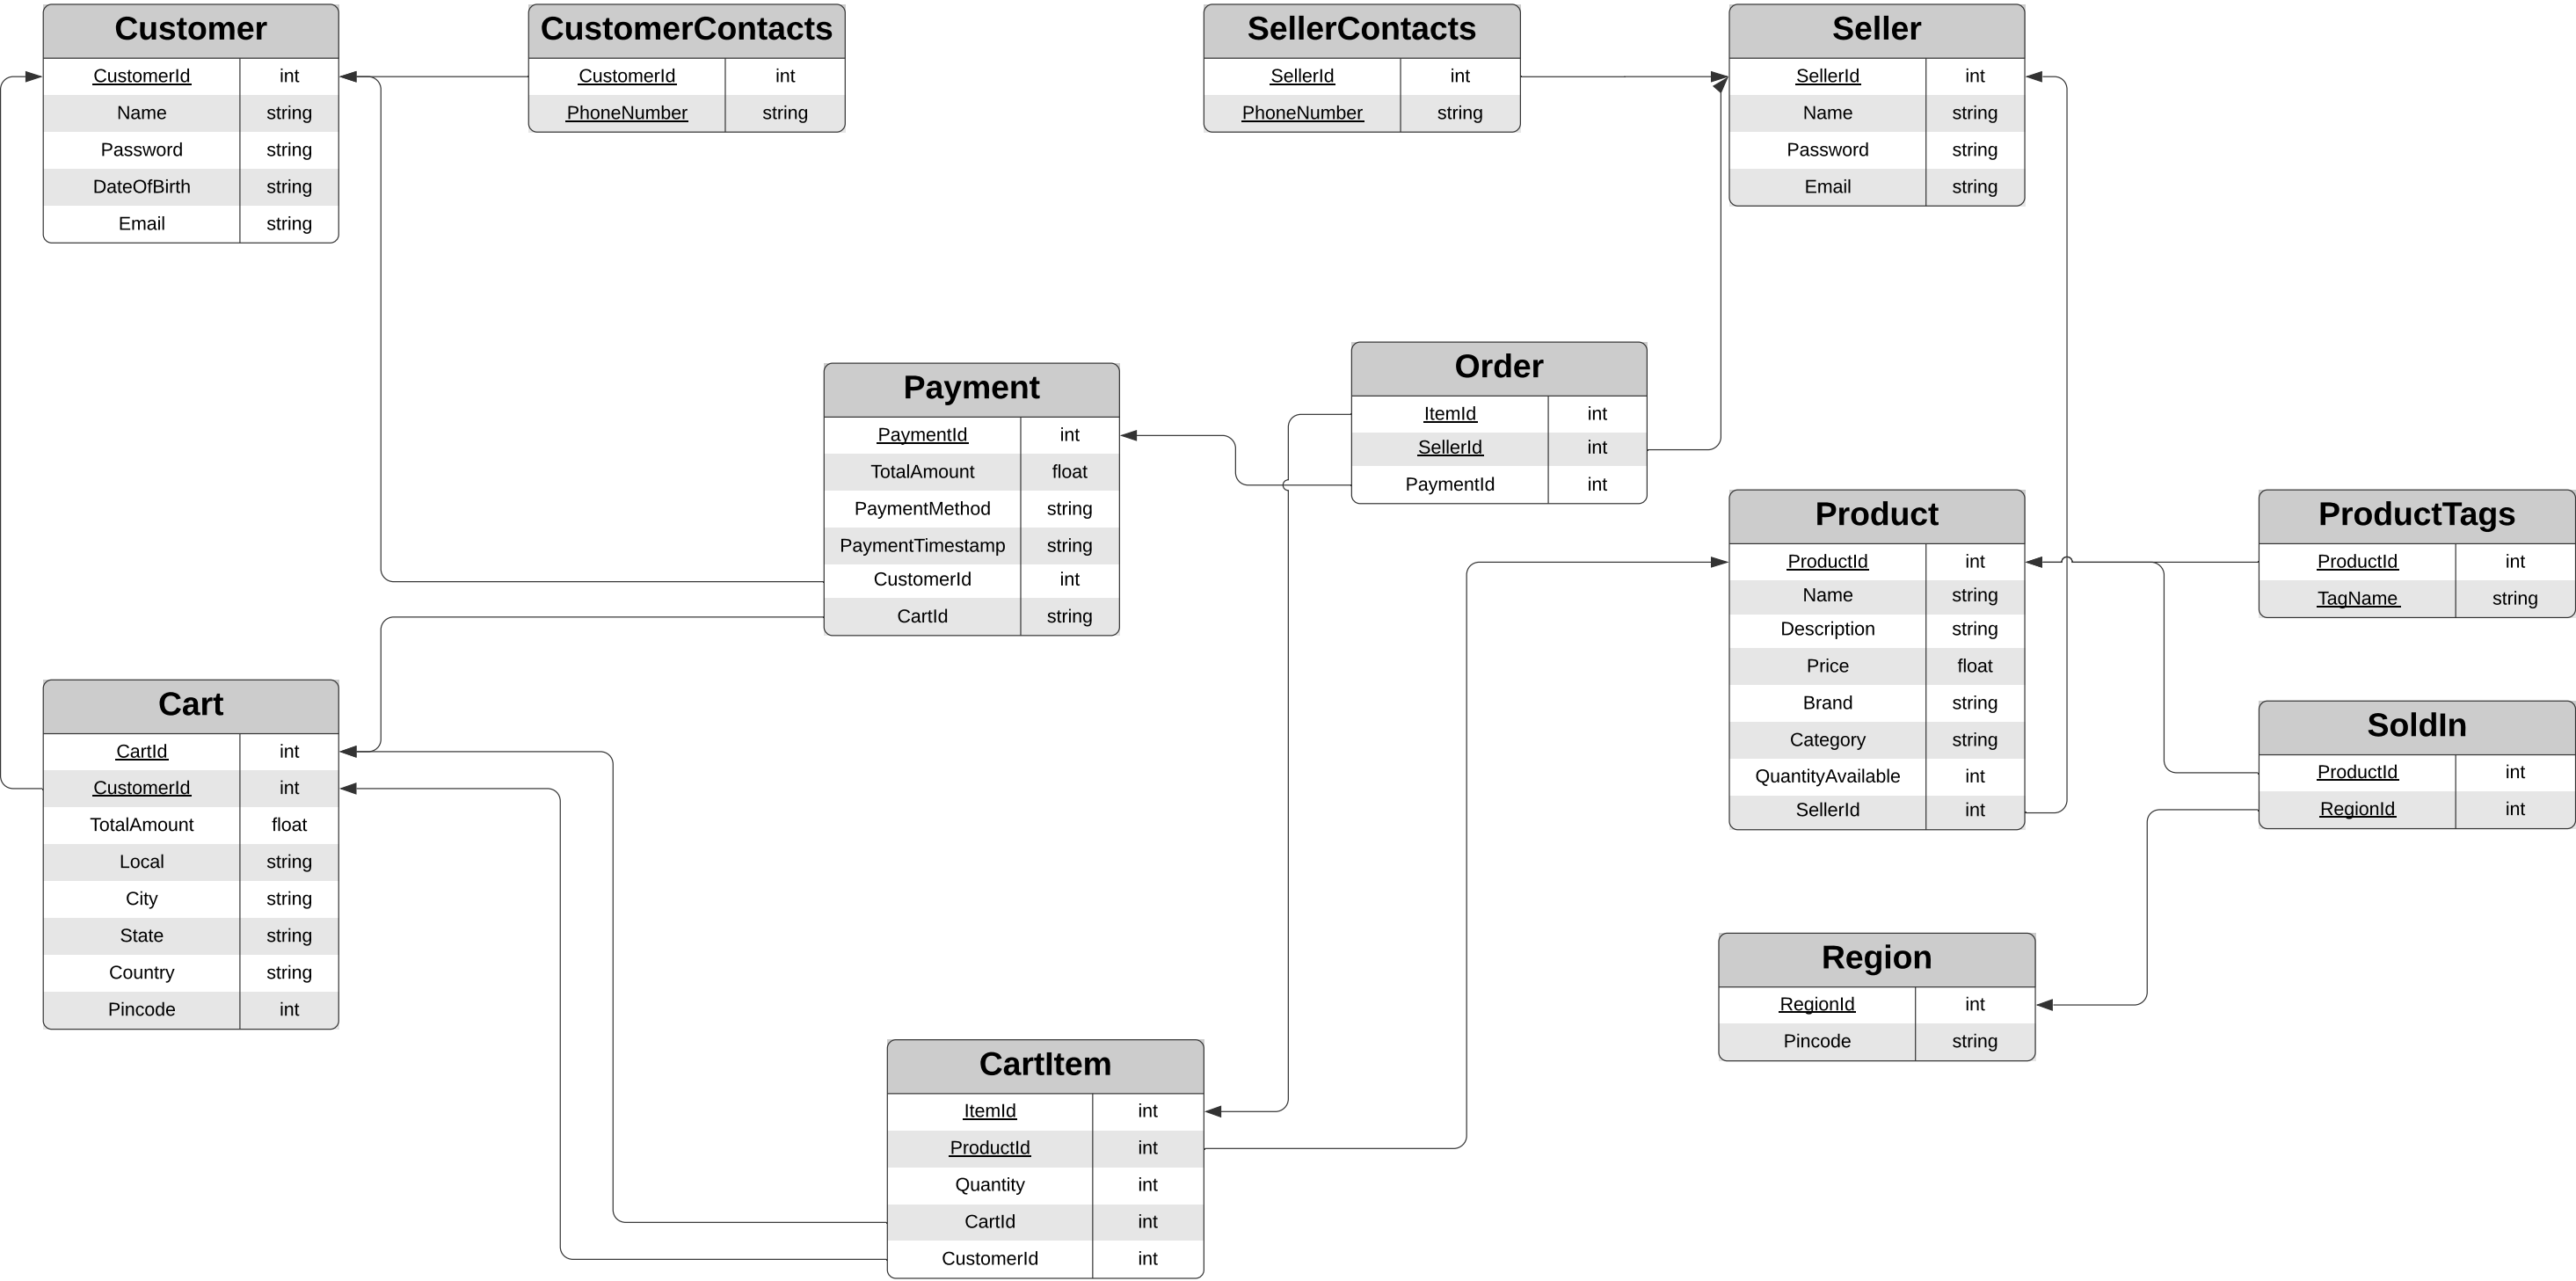 Customer
CustomerId int
Name string
Password string
DateOfBirth string
Email string
CustomerContacts
CustomerId int
PhoneNumber string
SellerContacts
SellerId int
PhoneNumber string
Seller
SellerId int
Name string
Password string
Email string
Payment
PaymentId int
TotalAmount float
PaymentMethod string
PaymentTimestamp string
CustomerId int
CartId string
Order
ItemId int
SellerId int
PaymentId int
Product
ProductId int
Name string
Description string
Price float
Brand string
Category string
QuantityAvailable int
SellerId int
ProductTags
ProductId int
TagName string
Cart
CartId int
CustomerId int
TotalAmount float
Local string
City string
State string
Country string
Pincode int
SoldIn
ProductId int
RegionId int
Region
RegionId int
Pincode string
CartItem
ItemId int
ProductId int
Quantity int
CartId int
CustomerId int